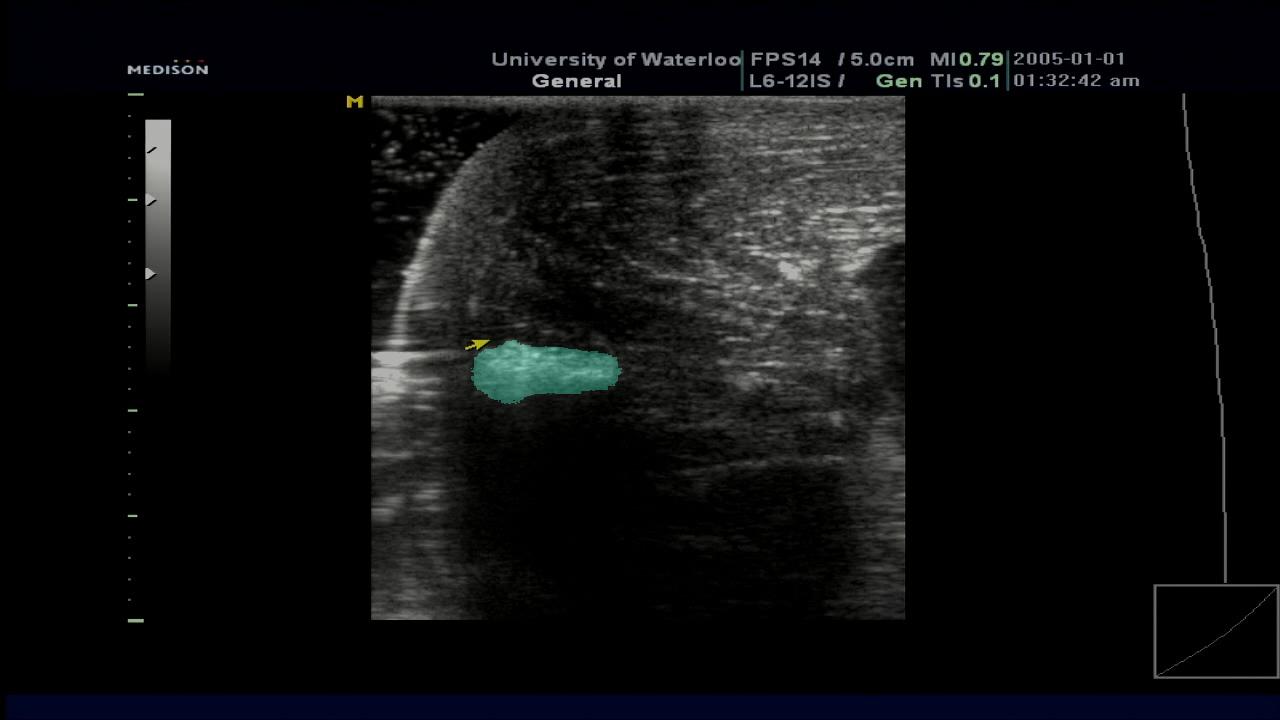 MEDISON
University of Waterloo FPS14 / 5.0cm MI0.79 2005-01-01
General L6-12IS / Gen TIs 0.1 01:32:42 am
M